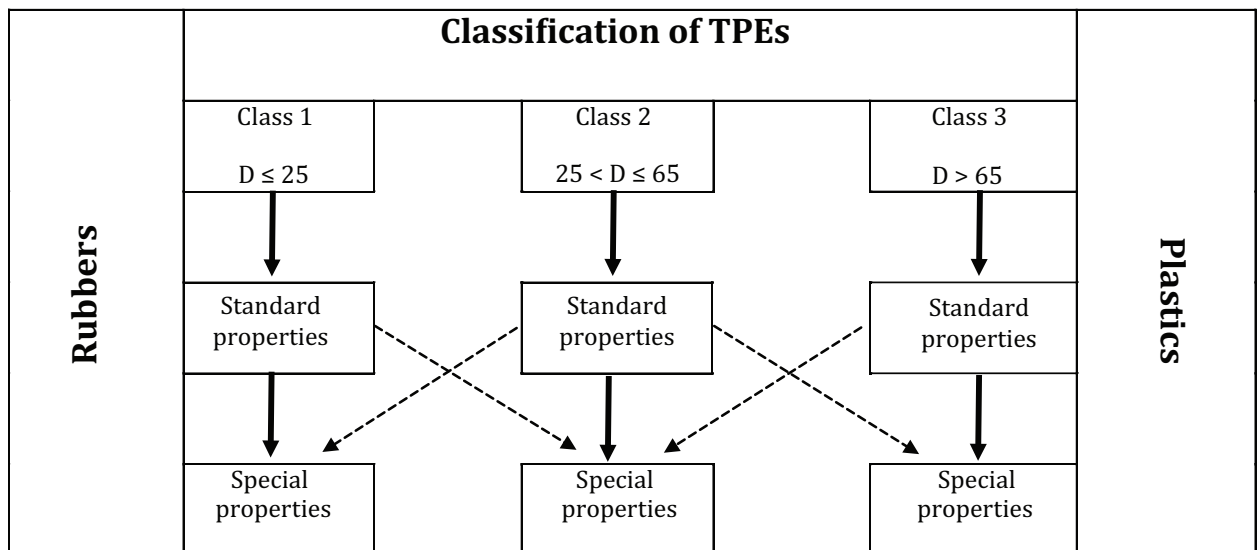 Classification of TPEs
Rubbers
Class 1
D ≤ 25
Class 2
25 < D ≤ 65
Class 3
D > 65
Plastics
Standard
properties
Standard
properties
Standard
properties
Special
properties
Special
properties
Special
properties